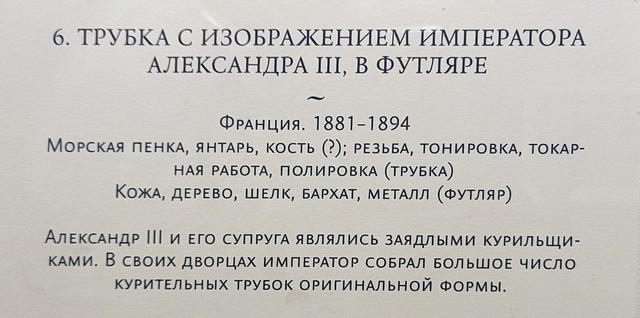 6. ТРУБКА С ИЗОБРАЖЕНИЕМ ИМПЕРАТОРА
АЛЕКСАНДРА III, В ФУТЛЯРЕ
~
ФРАНЦИЯ. 1881–1894
МОРСКАЯ ПЕНКА, ЯНТАРЬ, КОСТЬ (?); РЕЗЬБА, ТОНИРОВКА, ТОКАР-
НАЯ РАБОТА, ПОЛИРОВКА (ТРУБКА)
КОЖА, ДЕРЕВО, ШЕЛК, БАРХАТ, МЕТАЛЛ (ФУТЛЯР)
АЛЕКСАНДР III И ЕГО СУПРУГА ЯВЛЯЛИСЬ ЗАЯДЛЫМИ КУРИЛЬЩИ-
КАМИ. В СВОИХ ДВОРЦАХ ИМПЕРАТОР СОБРАЛ БОЛЬШОЕ ЧИСЛО
КУРИТЕЛЬНЫХ ТРУБОК ОРИГИНАЛЬНОЙ ФОРМЫ.